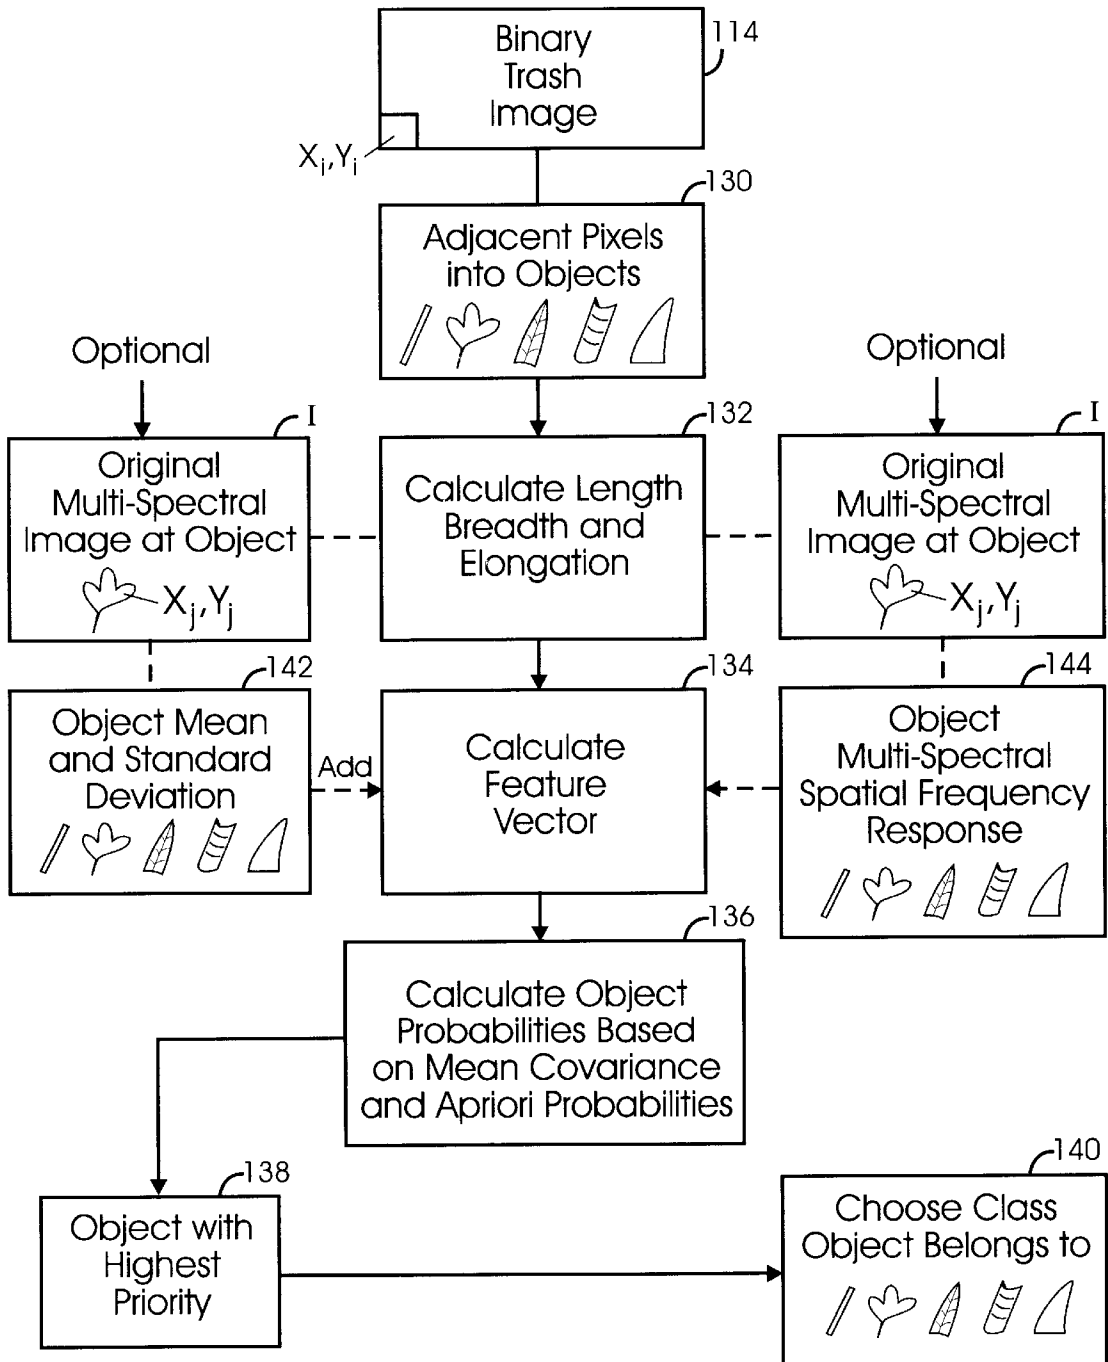 114
Binary
Trash
Image
Xi,Yi
130
Adjacent Pixels
into Objects
Optional
Optional
I
Original
Multi-Spectral
Image at Object
Xj,Yj
132
Calculate Length
Breadth and
Elongation
I
Original
Multi-Spectral
Image at Object
Xj,Yj
142
Object Mean
and Standard
Deviation
Add
134
Calculate
Feature
Vector
144
Object
Multi-Spectral
Spatial Frequency
Response
136
Calculate Object
Probabilities Based
on Mean Covariance
and Apriori Probabilities
138
Object with
Highest
Priority
140
Choose Class
Object Belongs to